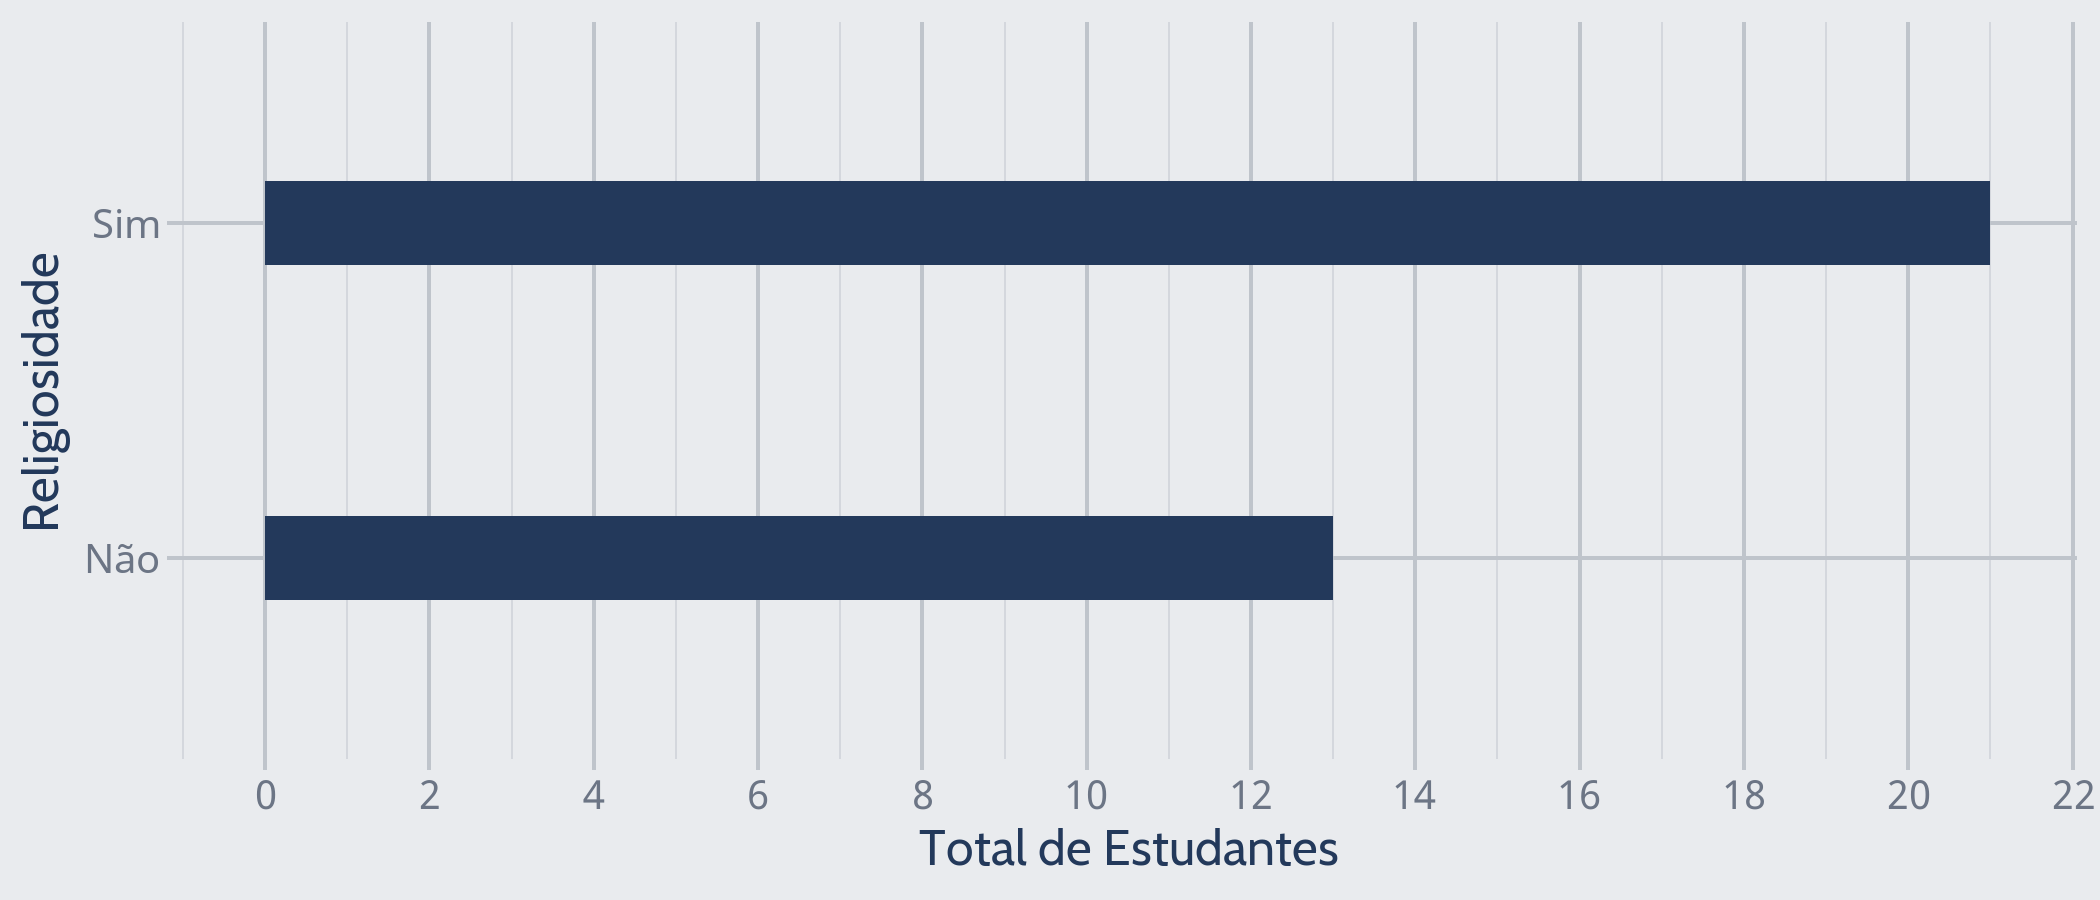 Religiosidade
Sim
Não
0 2 4 6 8 10 12 14 16 18 20 22
Total de Estudantes